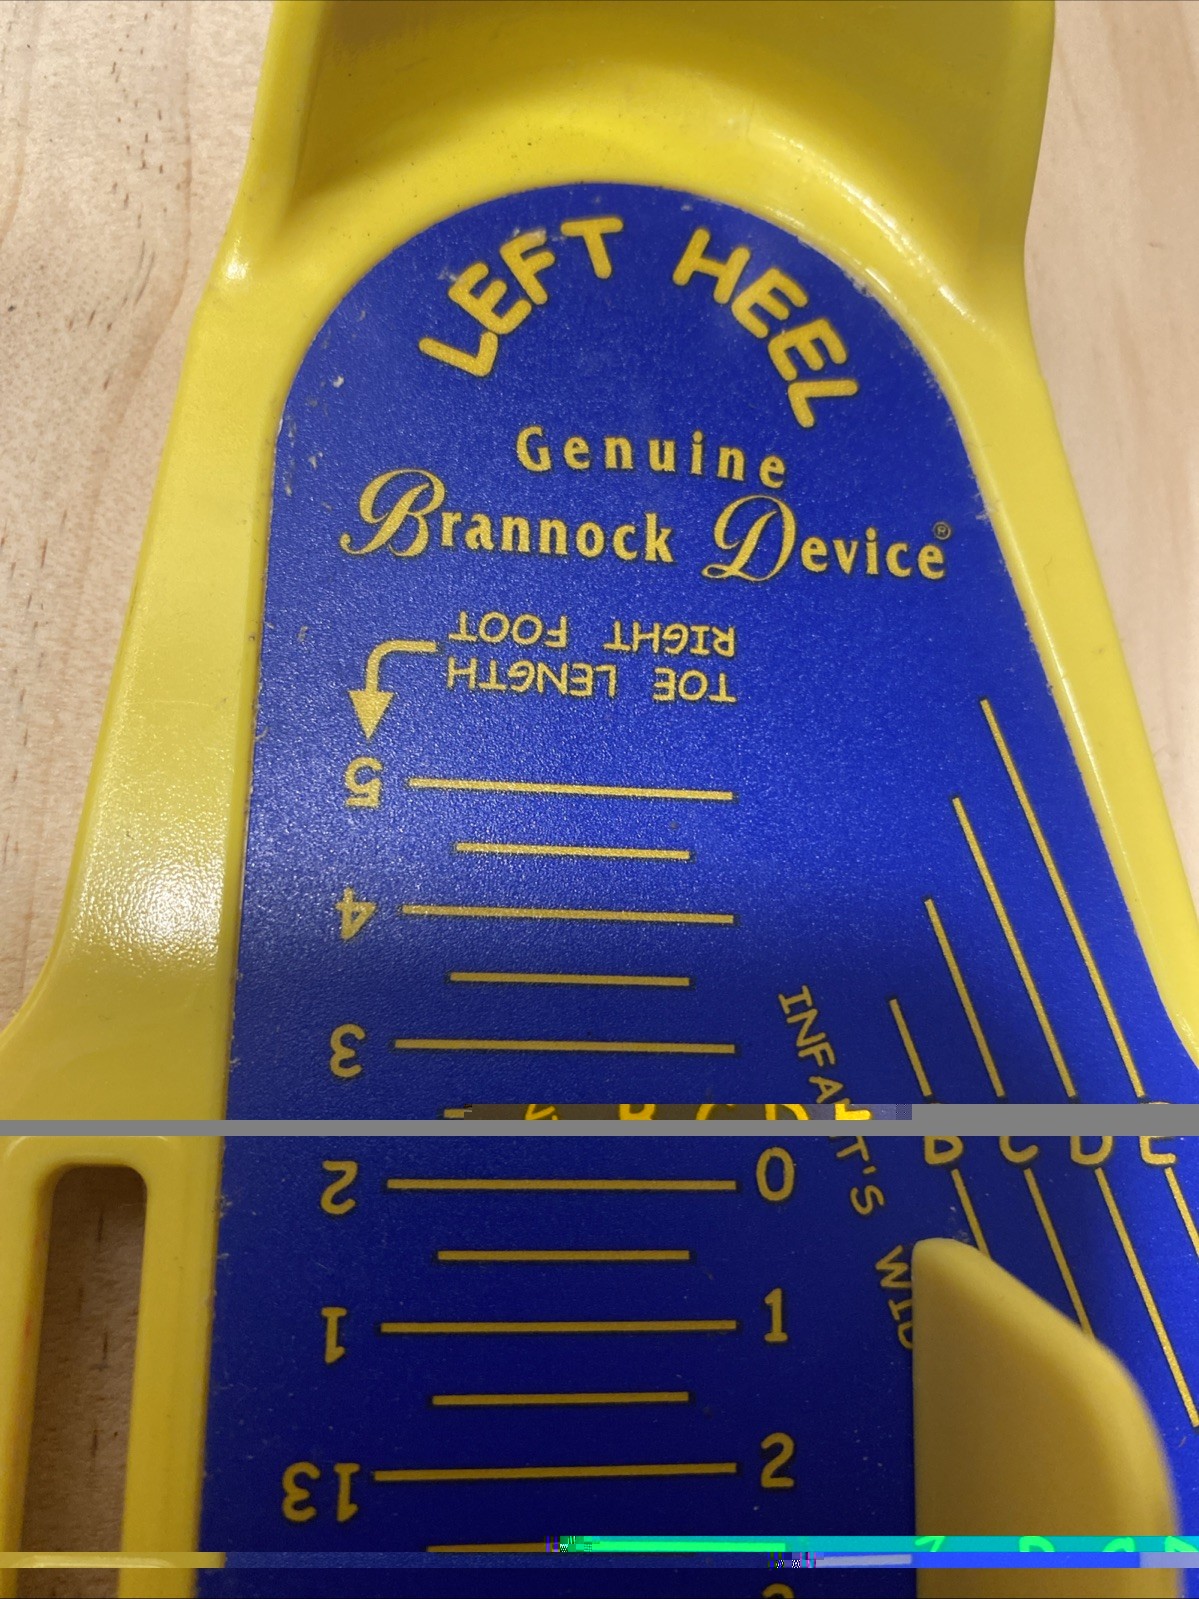 LEFT HEEL
Genuine
Brannock Device®
TOE LENGTH
RIGHT FOOT
5
4
3
2 0
1 1
13 2
INFANT'S
B C D E